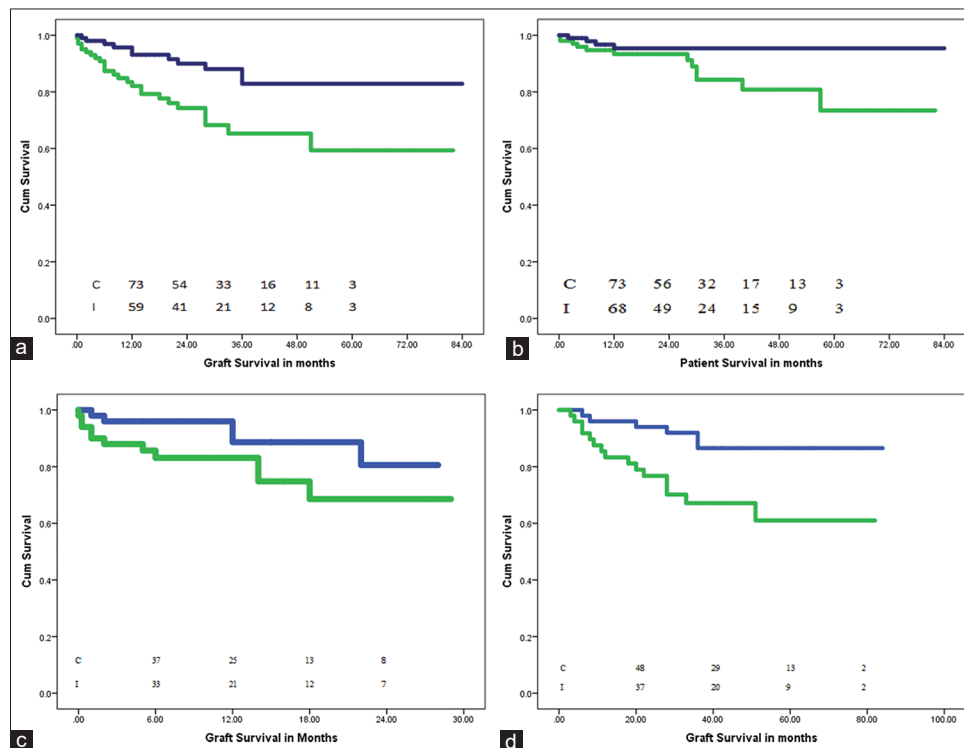 1.0
0.8
0.6
0.4
0.2
0.0
Cum Survival
C 73 54 33 16 11 3
I 59 41 21 12 8 3
.00 12.00 24.00 36.00 48.00 60.00 72.00 84.00
Graft Survival in months
a
1.0
0.8
0.6
0.4
0.2
0.0
Cum Survival
C 73 56 32 17 13 3
I 68 49 24 15 9 3
.00 12.00 24.00 36.00 48.00 60.00 72.00 84.00
Patient Survival in months
b
1.0
0.8
0.6
0.4
0.2
0.0
Cum Survival
C 37 25 13 8
I 33 21 12 7
.00 6.00 12.00 18.00 24.00 30.00
Graft Survival in Months
c
1.0
0.8
0.6
0.4
0.2
0.0
Cum Survival
C 48 29 13 2
I 37 20 9 2
.00 20.00 40.00 60.00 80.00 100.00
Graft Survival in months
d